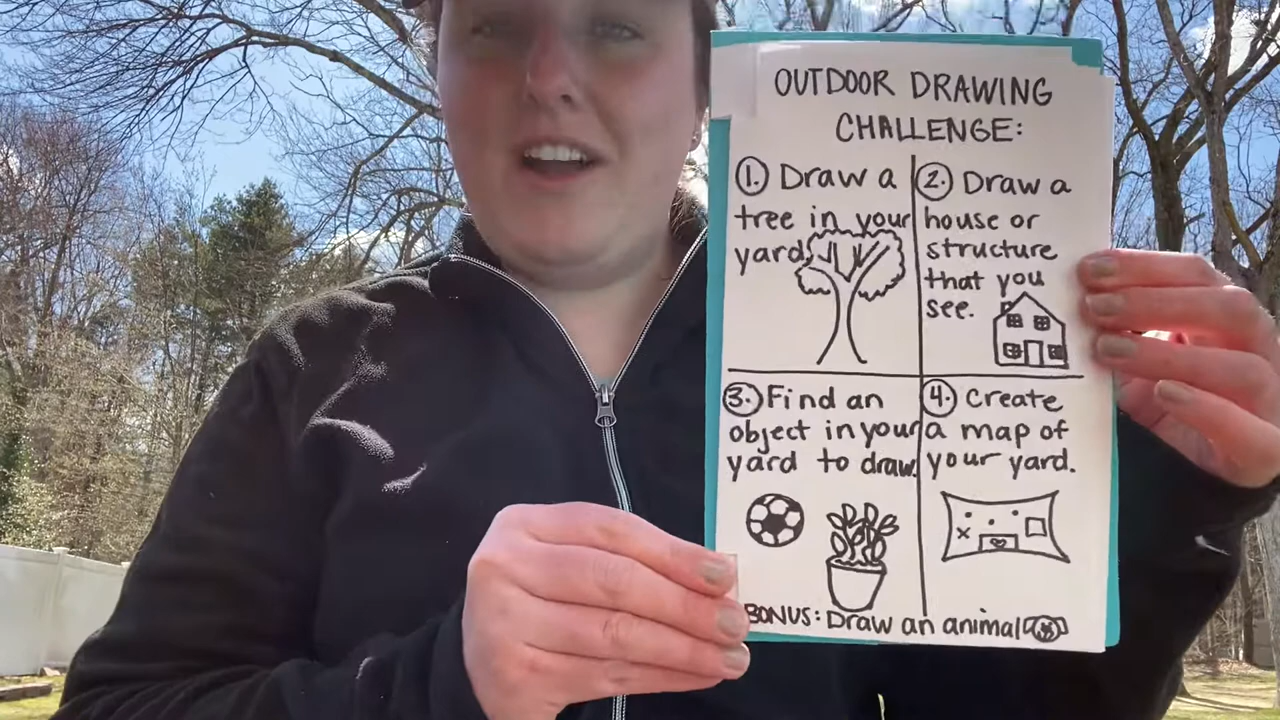 OUTDOOR DRAWING
CHALLENGE:
1. Draw a
tree in your
yard.
2. Draw a
house or
structure
that you
see.
3. Find an
object in your
yard to draw.
4. Create
a map of
your yard.
BONUS: Draw an animal